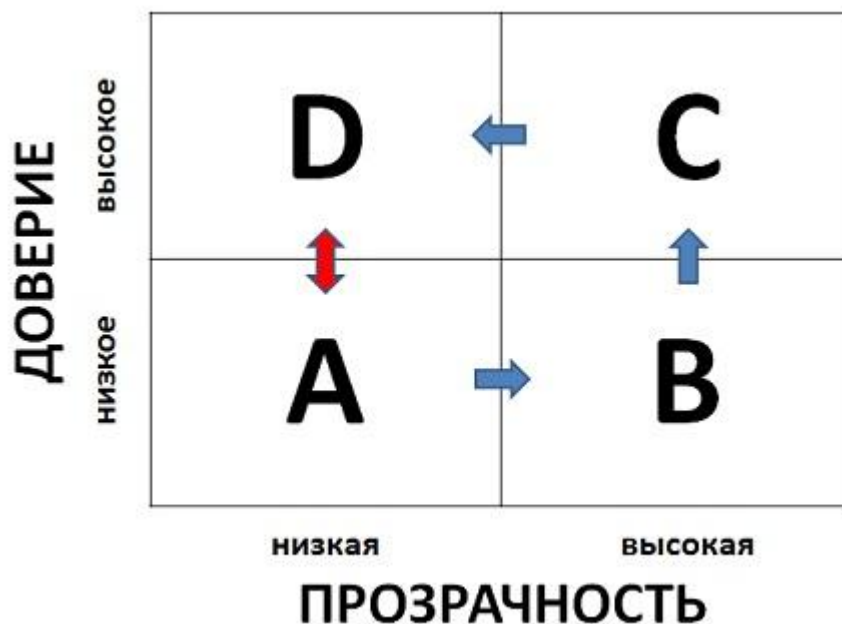 ДОВЕРИЕ
высокое
низкое
D
C
A
B
низкая
высокая
ПРОЗРАЧНОСТЬ